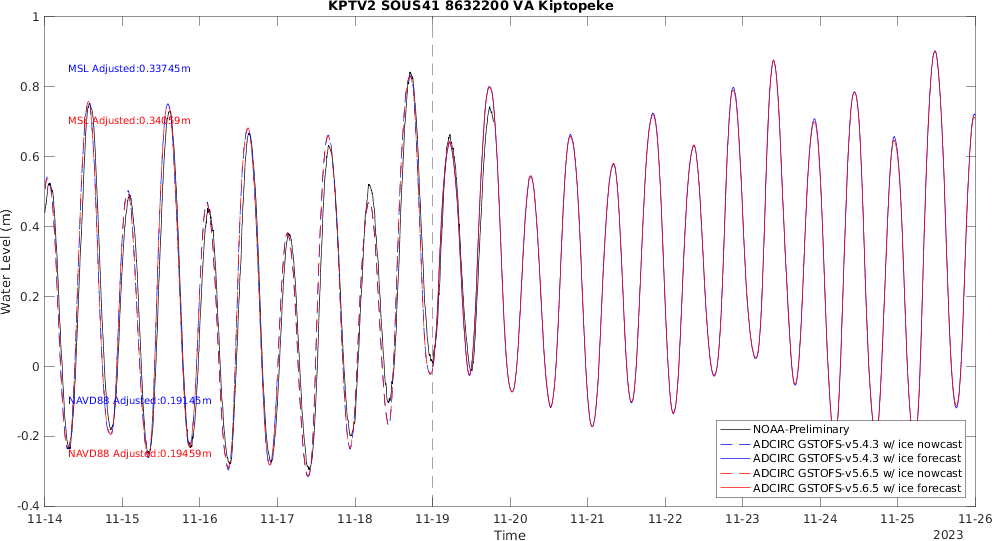 KPTV2 SOUS41 8632200 VA Kiptopeke
1
0.8
0.6
0.4
0.2
0
-0.2
-0.4
Water Level (m)
MSL Adjusted:0.33745m
MSL Adjusted:0.34059m
NAVD88 Adjusted:0.19145m
NAVD88 Adjusted:0.19459m
NOAA-Preliminary
ADCIRC GSTOFS-v5.4.3 w/ ice nowcast
ADCIRC GSTOFS-v5.4.3 w/ ice forecast
ADCIRC GSTOFS-v5.6.5 w/ ice nowcast
ADCIRC GSTOFS-v5.6.5 w/ ice forecast
11-14 11-15 11-16 11-17 11-18 11-19 11-20 11-21 11-22 11-23 11-24 11-25 11-26
Time
2023